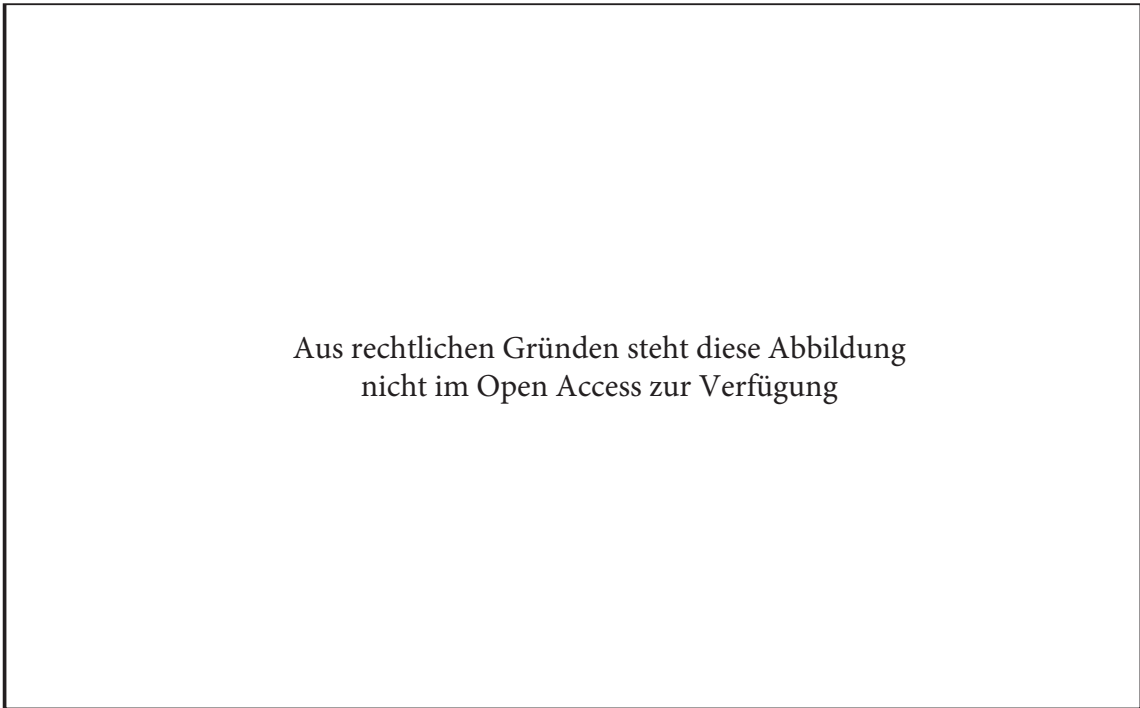 Aus rechtlichen Gründen steht diese Abbildung
nicht im Open Access zur Verfügung